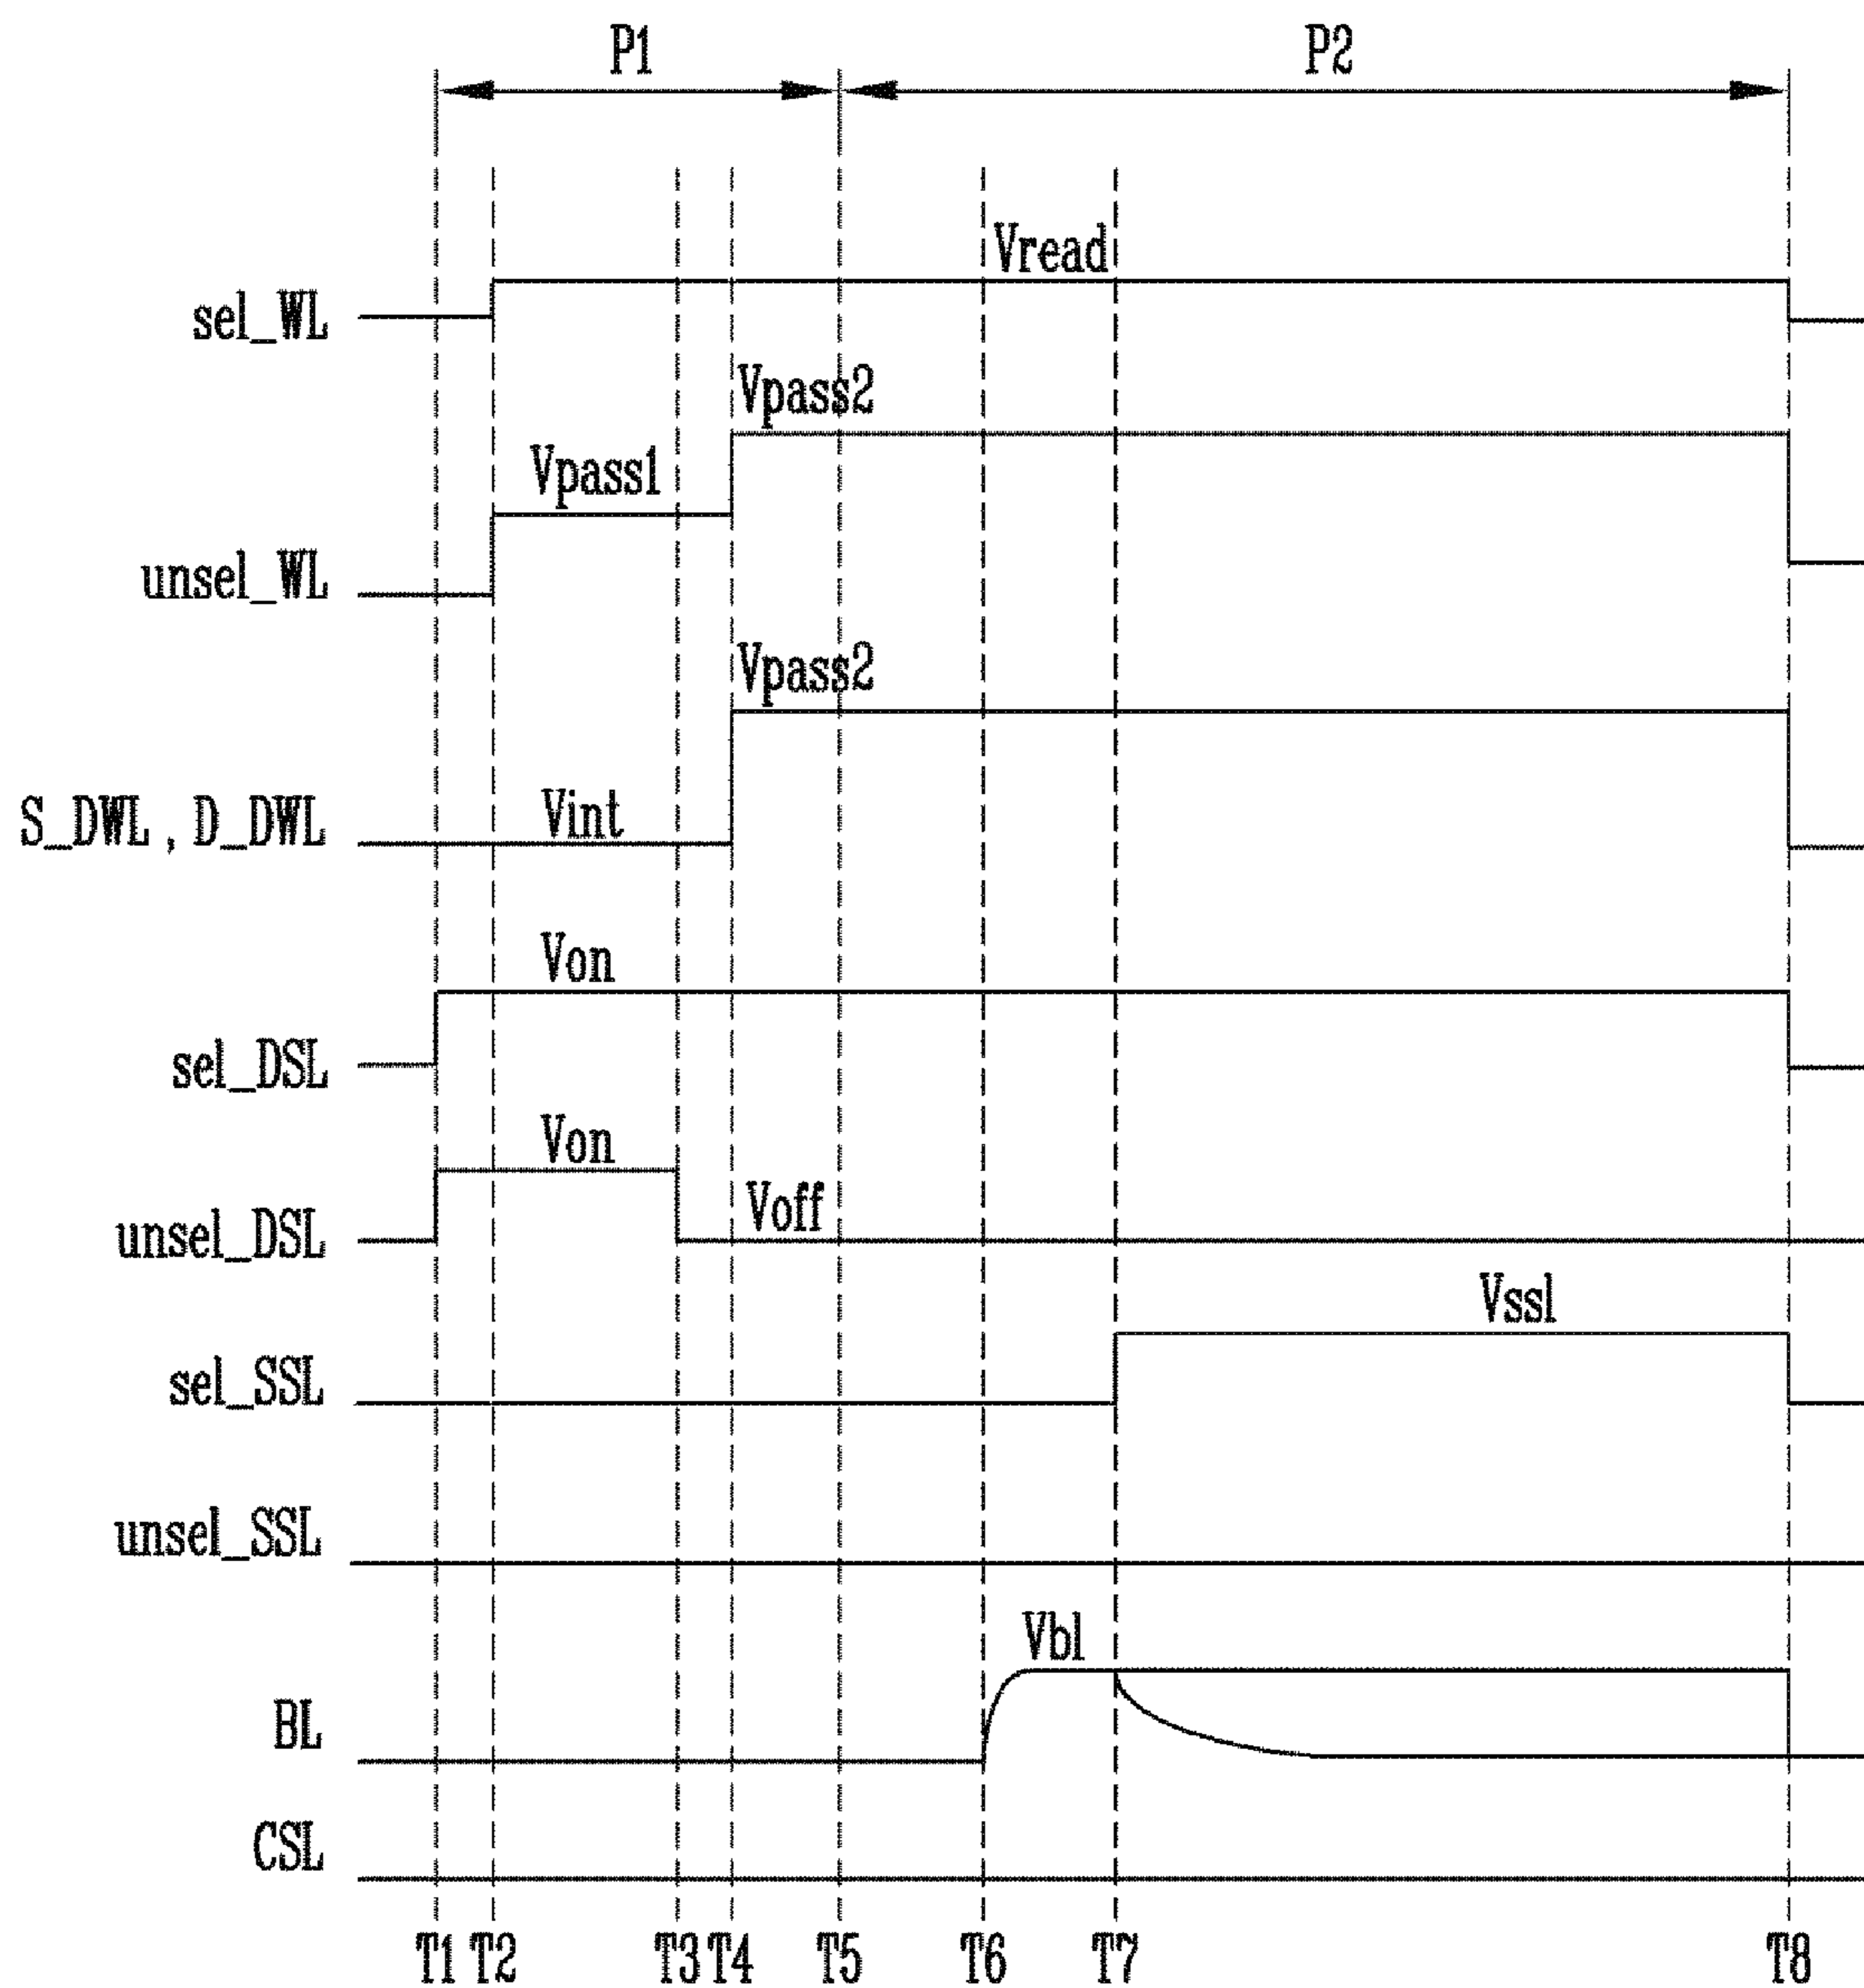 P1 P2
Vread
sel_WL
Vpass2
Vpass1
unsel_WL
Vpass2
S_DWL , D_DWL Vint
Von
sel_DSL
Von
unsel_DSL Voff
Vssl
sel_SSL
unsel_SSL
Vbl
BL
CSL
T1 T2 T3 T4 T5 T6 T7 T8